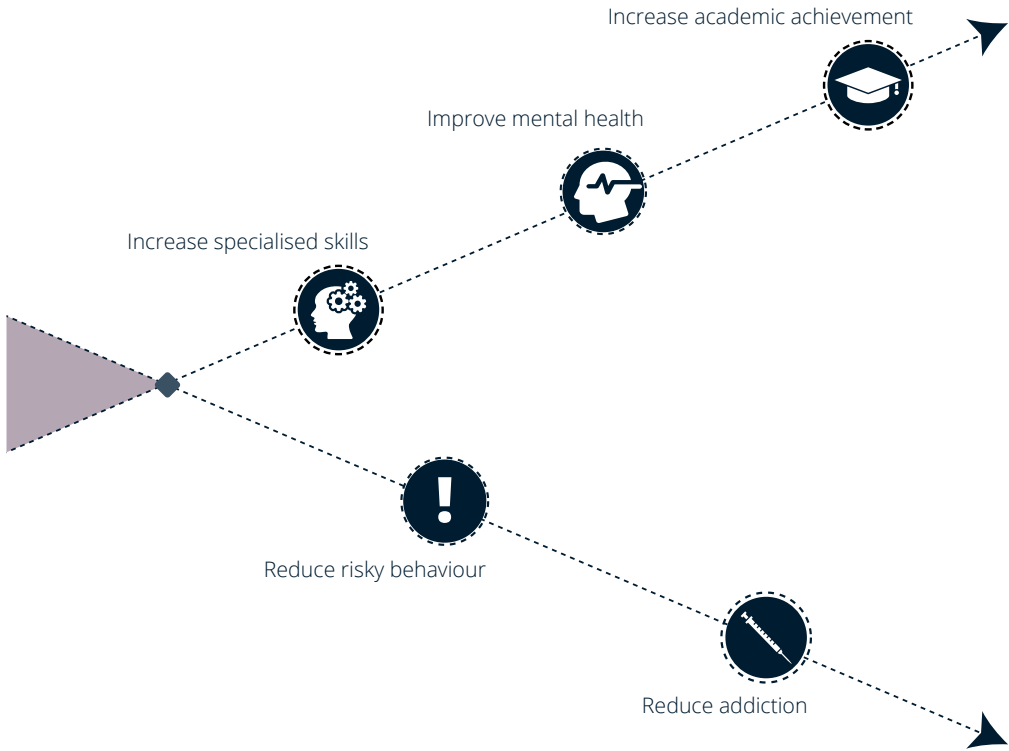 Increase academic achievement
Improve mental health
Increase specialised skills
Reduce risky behaviour
Reduce addiction